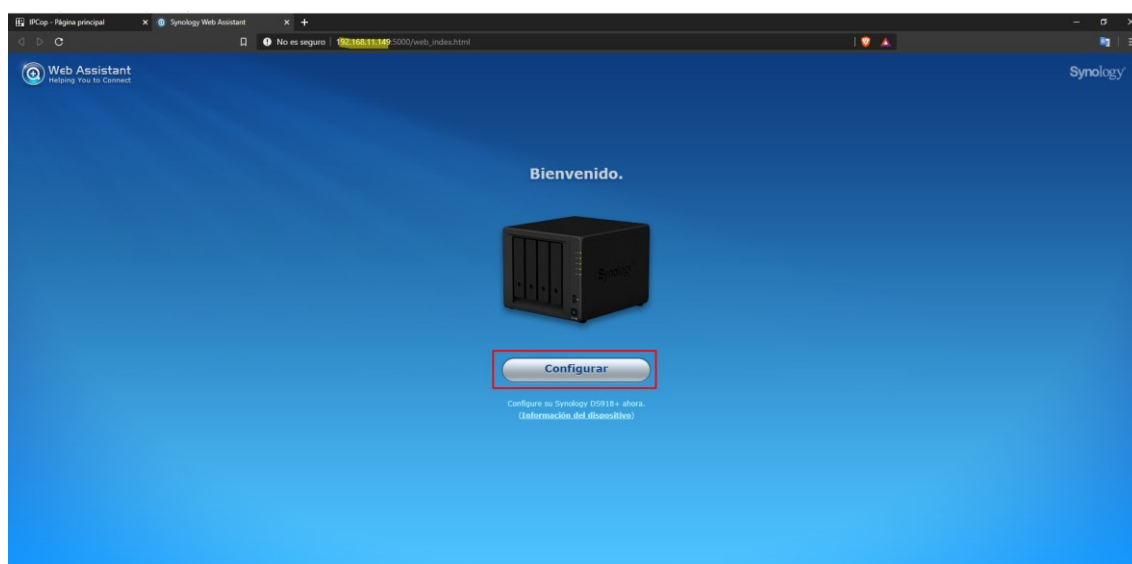 IPCop - Página principal
Synology Web Assistant
No es seguro | 192.168.11.149:5000/web_index.html
Web Assistant
Helping You to Connect
Synology
Bienvenido.
Synology
Configurar
Configure su Synology DS918+ ahora.
(Información del dispositivo)